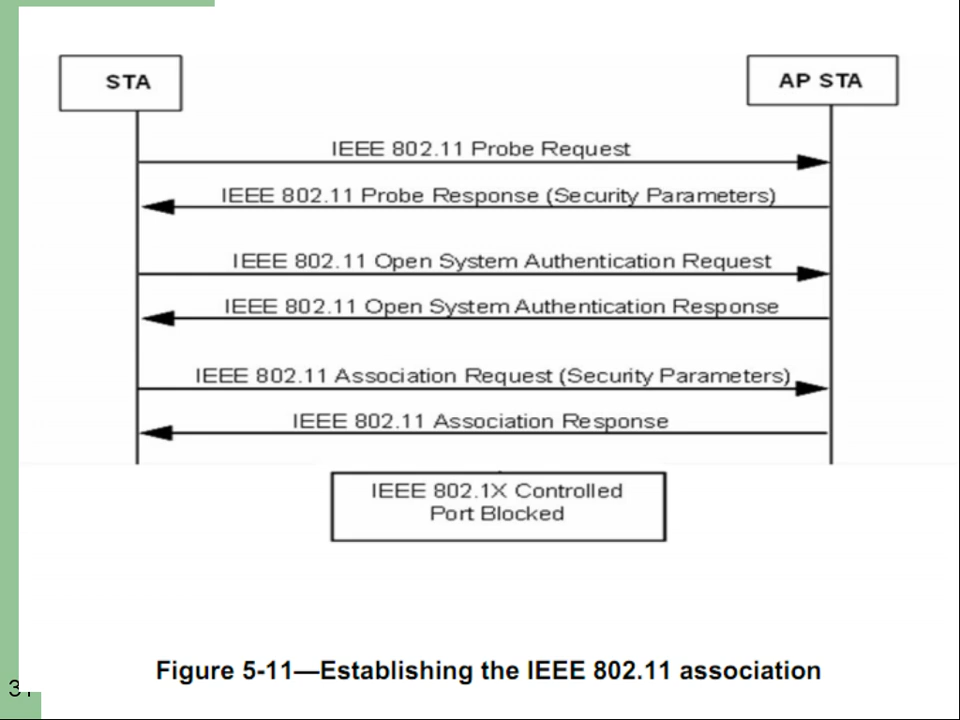 STA
AP STA
IEEE 802.11 Probe Request
IEEE 802.11 Probe Response (Security Parameters)
IEEE 802.11 Open System Authentication Request
IEEE 802.11 Open System Authentication Response
IEEE 802.11 Association Request (Security Parameters)
IEEE 802.11 Association Response
IEEE 802.1X Controlled
Port Blocked
Figure 5-11—Establishing the IEEE 802.11 association